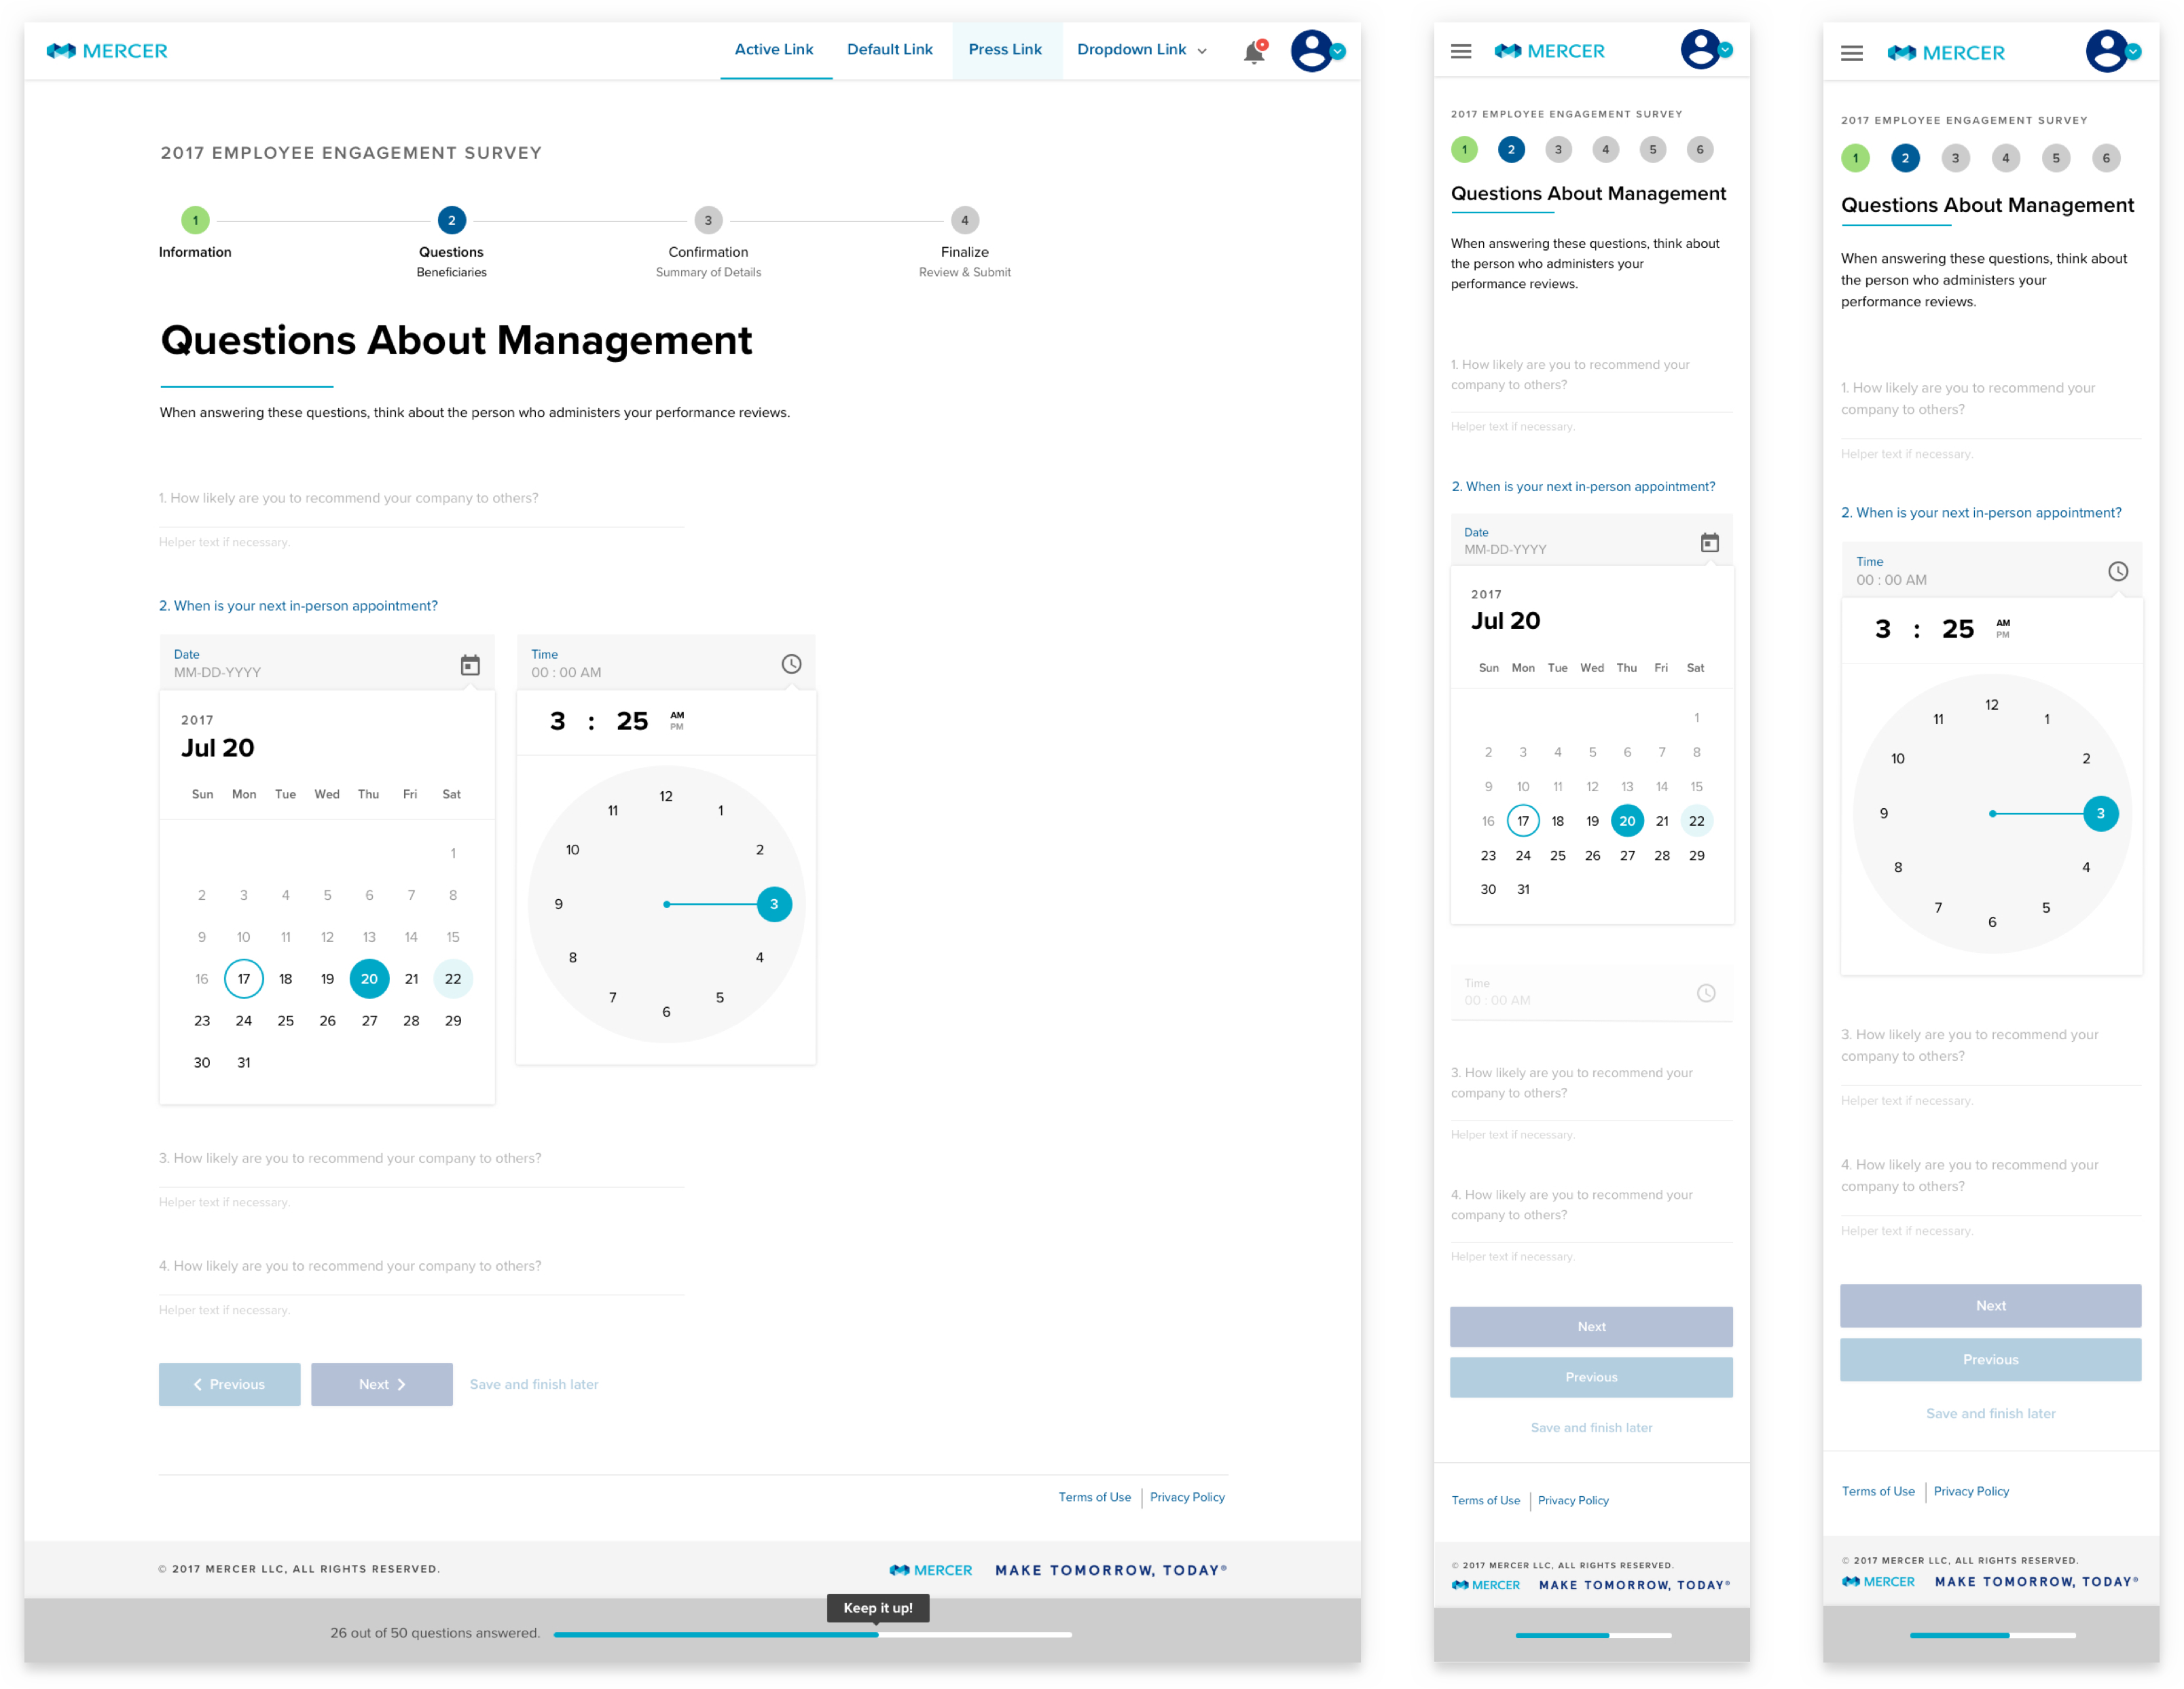 MERCER
Active Link
Default Link
Press Link
Dropdown Link
2017 EMPLOYEE ENGAGEMENT SURVEY
1
2
3
4
Information
Questions
Confirmation
Finalize
Beneficiaries
Summary of Details
Review & Submit
Questions About Management
When answering these questions, think about the person who administers your performance reviews.
1. How likely are you to recommend your company to others?
Helper text if necessary.
2. When is your next in-person appointment?
Date
MM-DD-YYYY
2017
Jul 20
Sun Mon Tue Wed Thu Fri Sat
1
2 3 4 5 6 7 8
9 10 11 12 13 14 15
16 17 18 19 20 21 22
23 24 25 26 27 28 29
30 31
Time
00 : 00 AM
3 : 25 AM
PM
12
11 1
10 2
9 3
8 4
7 5
6
3. How likely are you to recommend your company to others?
Helper text if necessary.
4. How likely are you to recommend your company to others?
Helper text if necessary.
Previous
Next
Save and finish later
Terms of Use
Privacy Policy
© 2017 MERCER LLC, ALL RIGHTS RESERVED.
MERCER
MAKE TOMORROW, TODAY®
Keep it up!
26 out of 50 questions answered.
MERCER
2017 EMPLOYEE ENGAGEMENT SURVEY
1 2 3 4 5 6
Questions About Management
When answering these questions, think about
the person who administers your
performance reviews.
1. How likely are you to recommend your
company to others?
Helper text if necessary.
2. When is your next in-person appointment?
Date
MM-DD-YYYY
2017
Jul 20
Sun Mon Tue Wed Thu Fri Sat
1
2 3 4 5 6 7 8
9 10 11 12 13 14 15
16 17 18 19 20 21 22
23 24 25 26 27 28 29
30 31
Time
00 : 00 AM
3. How likely are you to recommend your
company to others?
Helper text if necessary.
4. How likely are you to recommend your
company to others?
Helper text if necessary.
Next
Previous
Save and finish later
Terms of Use
Privacy Policy
© 2017 MERCER LLC, ALL RIGHTS RESERVED.
MERCER
MAKE TOMORROW, TODAY®
MERCER
2017 EMPLOYEE ENGAGEMENT SURVEY
1 2 3 4 5 6
Questions About Management
When answering these questions, think about
the person who administers your
performance reviews.
1. How likely are you to recommend your
company to others?
Helper text if necessary.
2. When is your next in-person appointment?
Time
00 : 00 AM
3 : 25 AM
PM
12
11 1
10 2
9 3
8 4
7 5
6
3. How likely are you to recommend your
company to others?
Helper text if necessary.
4. How likely are you to recommend your
company to others?
Helper text if necessary.
Next
Previous
Save and finish later
Terms of Use
Privacy Policy
© 2017 MERCER LLC, ALL RIGHTS RESERVED.
MERCER
MAKE TOMORROW, TODAY®